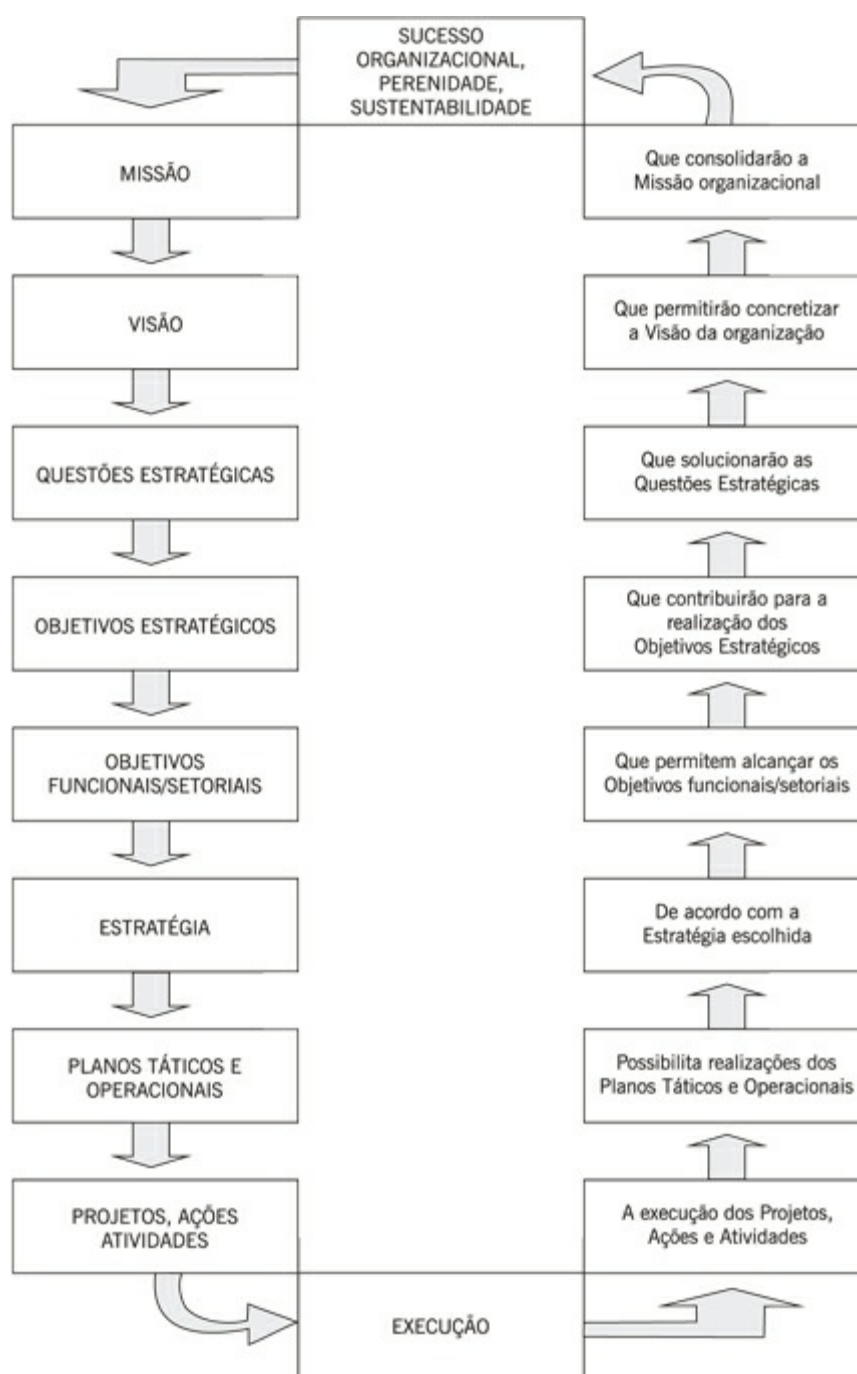 SUCESSO
ORGANIZACIONAL,
PERENIDADE,
SUSTENTABILIDADE
MISSÃO
VISÃO
QUESTÕES ESTRATÉGICAS
OBJETIVOS ESTRATÉGICOS
OBJETIVOS
FUNCIONAIS/SETORIAIS
ESTRATÉGIA
PLANOS TÁTICOS E
OPERACIONAIS
PROJETOS, AÇÕES
ATIVIDADES
EXECUÇÃO
A execução dos Projetos,
Ações e Atividades
Possibilita realizações dos
Planos Táticos e Operacionais
De acordo com a
Estratégia escolhida
Que permitem alcançar os
Objetivos funcionais/setoriais
Que contribuirão para a
realização dos
Objetivos Estratégicos
Que solucionarão as
Questões Estratégicas
Que permitirão concretizar
a Visão da organização
Que consolidarão a
Missão organizacional